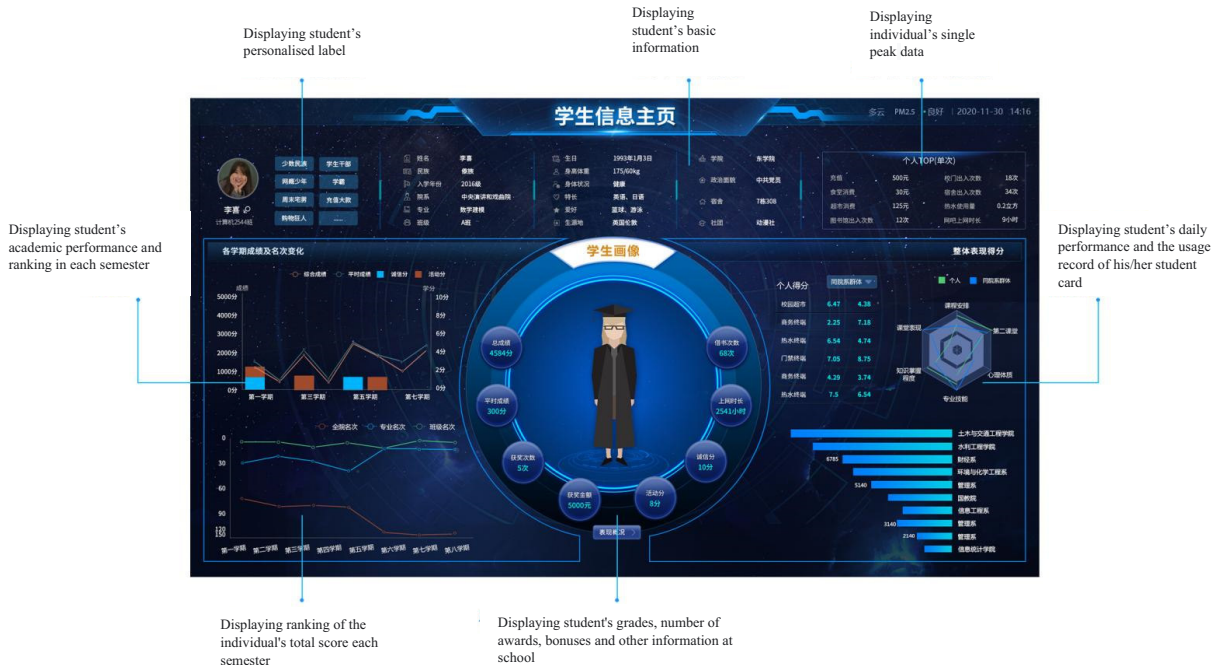 Displaying student’s
personalised label
Displaying
student’s basic
information
Displaying
individual’s single
peak data
学生信息主页
多云 PM2.5 •良好 | 2020-11-30 14:16
李喜
计算机2544班
少数民族 学生干部
网瘾少年 学霸
周末宅测 充值大款
购物狂人 ......
姓名 李喜
民族 傣族
入学年份 2016级
院系 中央演讲和戏曲院
专业 数学建模
班级 A班
生日 1993年1月3日
身高体重 175/60kg
身体状况 健康
特长 英语、日语
爱好 篮球、游泳
生源地 英国伦敦
学院 东学院
政治面貌 中共党员
宿舍 7栋308
社团 动漫社
个人TOP(单次)
充值 500元 校门出入次数 18次
食堂消费 30元 宿舍出入次数 34次
超市消费 125元 热水使用量 0.2立方
图书馆出入次数 12次 网吧上网时长 9小时
Displaying student’s
academic performance and
ranking in each semester
Displaying student’s daily
performance and the usage
record of his/her student
card
各学期成绩及名次变化
综合成绩 平时成绩 诚信分 活动分
成绩 学分
5000分 10分
4000分 8分
3000分 6分
2000分 4分
1000分 2分
0分 0分
第一学期 第三学期 第五学期 第七学期
全院名次 专业名次 班级名次
0
30
60
90
120
150
第一学期 第二学期 第三学期 第四学期 第五学期 第六学期 第七学期 第八学期
学生画像
总成绩
4584分
平时成绩
300分
获奖次数
5次
获奖金额
5000元
活动分
8分
诚信分
10分
上网时长
2541小时
借书次数
68次
表现概况
整体表现得分
个人 同院系群体
个人得分 同院系群体
校园超市 6.47 4.38
商务终端 2.25 7.18
热水终端 6.54 4.74
门禁终端 7.05 8.75
商务终端 4.29 3.74
热水终端 7.5 6.54
课程安排
第二课堂
心理体质
专业技能
知识掌握
程度
课堂表现
土木与交通工程学院
水利工程学院
6785 财经系
环境与化学工程系
5140 管理系
国教院
信息工程系
3140 管理系
2140 管理系
信息统计学院
Displaying ranking of the
individual's total score each
semester
Displaying student's grades, number of
awards, bonuses and other information at
school